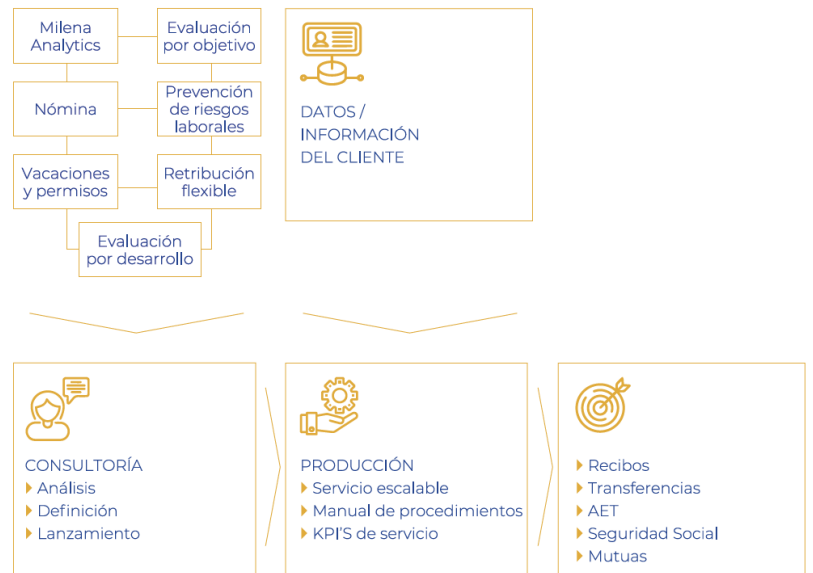 Milena
Analytics
Evaluación
por objetivo
Nómina
Prevención
de riesgos
laborales
Vacaciones
y permisos
Retribución
flexible
Evaluación
por desarrollo
DATOS /
INFORMACIÓN
DEL CLIENTE
CONSULTORÍA
Análisis
Definición
Lanzamiento
PRODUCCIÓN
Servicio escalable
Manual de procedimientos
KPI'S de servicio
Recibos
Transferencias
AET
Seguridad Social
Mutuas